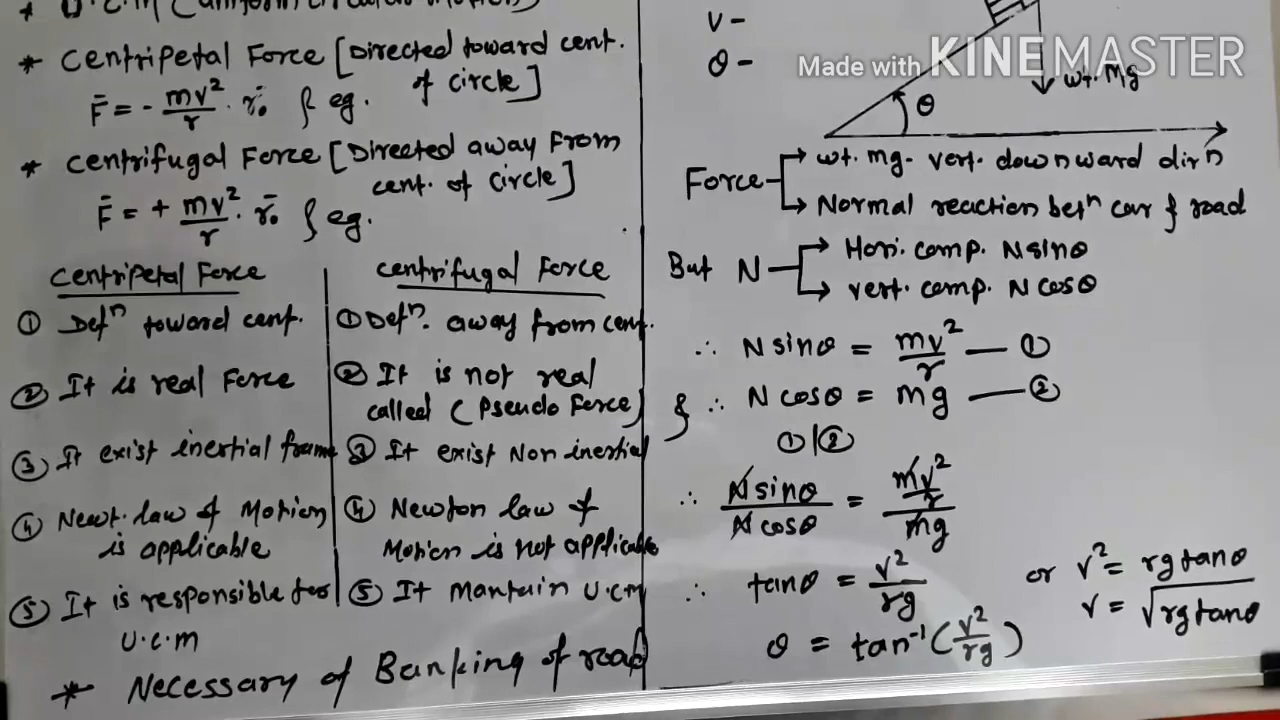 * U.C.M (Uniform Circular Motion)
* Centripetal Force [Directed toward cent.
of circle]
F̄ = - mv²/r . r̄₀ & eg.
* Centrifugal Force [Directed away From
cent. of circle]
F̄ = + mv²/r . r̄₀ & eg.
Centripetal Force
① Defⁿ toward cent.
② It is real Force
③ It exist inertial frame
④ Newt. law of Motion
is applicable
⑤ It is responsible for
U.C.M
Centrifugal Force
① Defⁿ. away from cent.
② It is not real
called (Pseudo Force)
③ It exist Non inertial
④ Newton law of
Motion is not applicable
⑤ It Mantain U.C.M
* Necessary of Banking of road
V -
θ -
Made with KINEMASTER
wt. Mg
θ
Force
wt. mg - vert. downward dirⁿ
Normal reaction betⁿ car & road
But N
Hori. comp. N sinθ
vert. comp. N cosθ
∴ N sinθ = mv²/r — ①
& ∴ N cosθ = mg — ②
①/②
∴ N sinθ / N cosθ = mv²/r / mg
∴ tanθ = v²/rg
or v² = rg tanθ
v = √rg tanθ
θ = tan⁻¹(v²/rg)